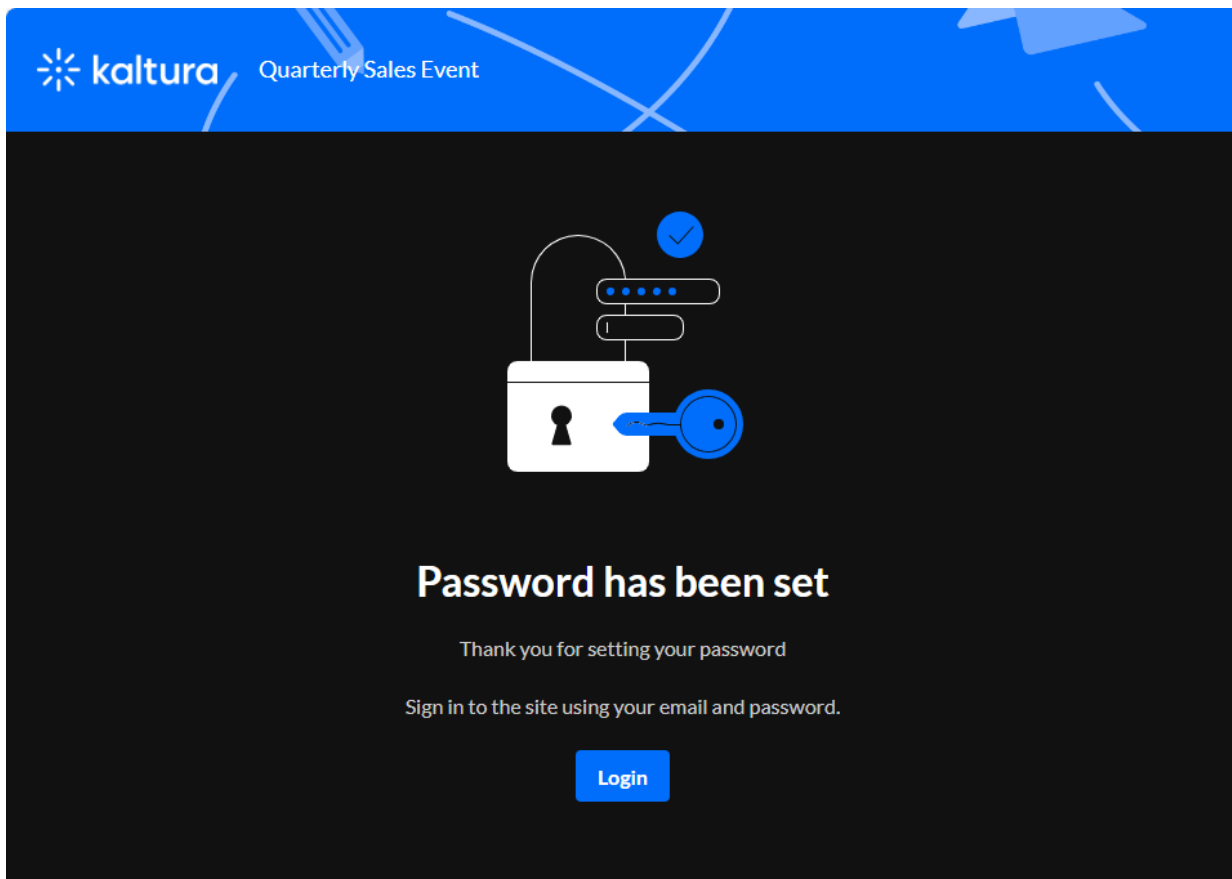 kaltura Quarterly Sales Event
Password has been set
Thank you for setting your password
Sign in to the site using your email and password.
Login